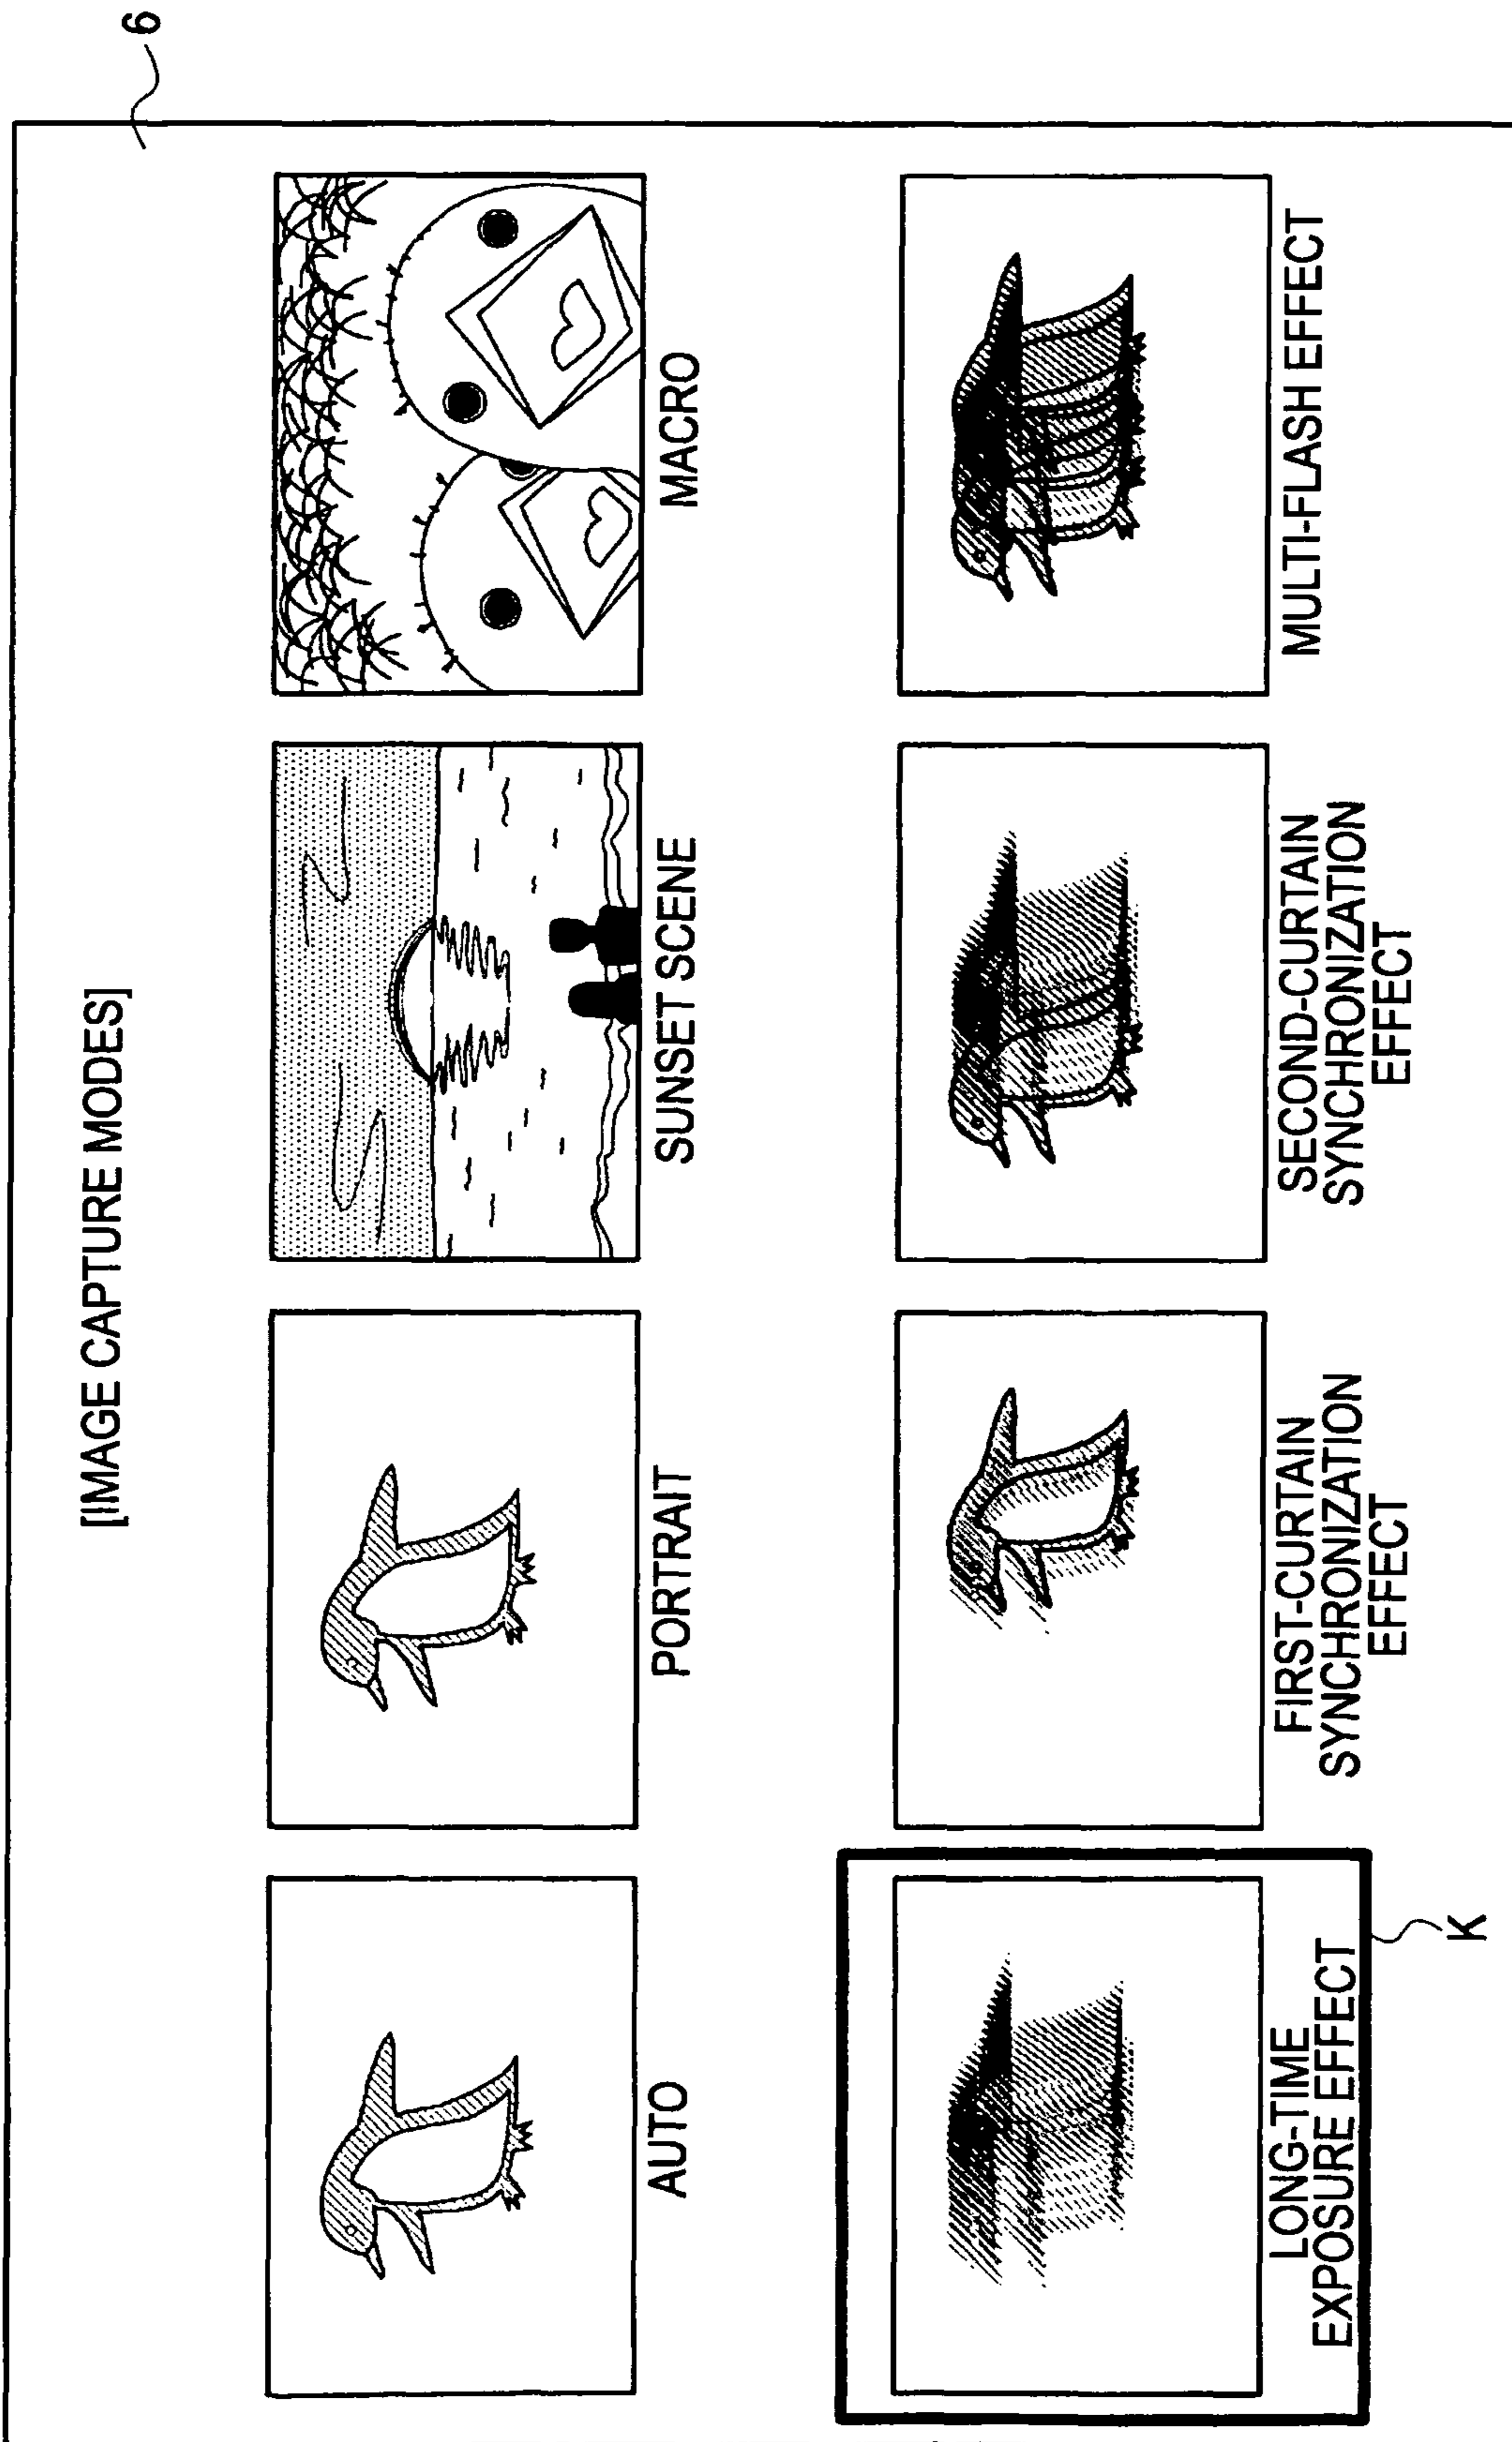 6
[IMAGE CAPTURE MODES]
AUTO
PORTRAIT
SUNSET SCENE
MACRO
LONG-TIME
EXPOSURE EFFECT
FIRST-CURTAIN
SYNCHRONIZATION
EFFECT
SECOND-CURTAIN
SYNCHRONIZATION
EFFECT
MULTI-FLASH EFFECT
K